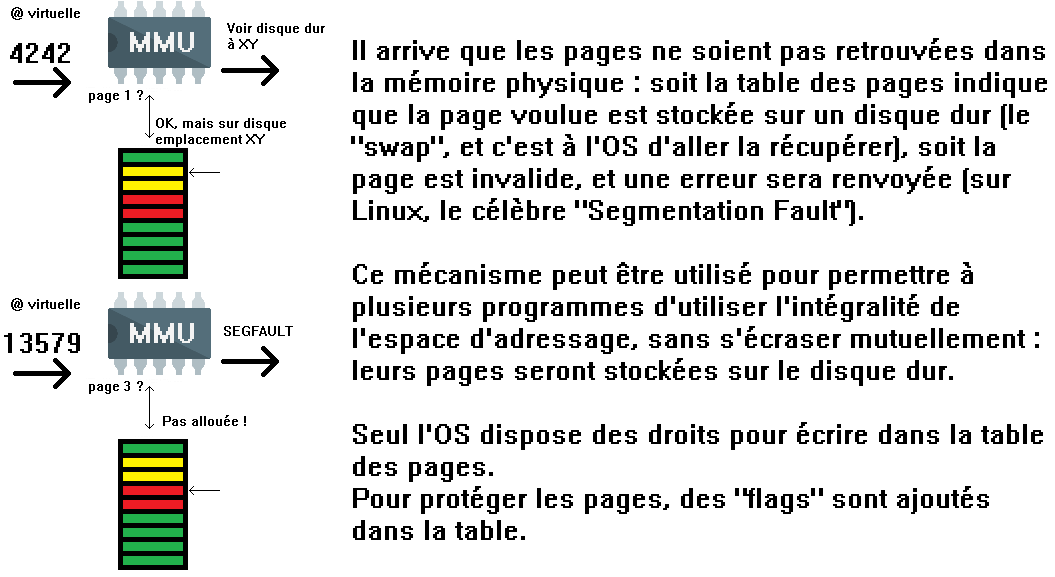 @ virtuelle
4242
MMU
Voir disque dur
à XY
page 1 ?
OK, mais sur disque
emplacement XY
@ virtuelle
13579
MMU
SEGFAULT
page 3 ?
Pas allouée !
Il arrive que les pages ne soient pas retrouvées dans
la mémoire physique : soit la table des pages indique
que la page voulue est stockée sur un disque dur (le
"swap", et c'est à l'OS d'aller la récupérer), soit la
page est invalide, et une erreur sera renvoyée (sur
Linux, le célèbre "Segmentation Fault").
Ce mécanisme peut être utilisé pour permettre à
plusieurs programmes d'utiliser l'intégralité de
l'espace d'adressage, sans s'écraser mutuellement :
leurs pages seront stockées sur le disque dur.
Seul l'OS dispose des droits pour écrire dans la table
des pages.
Pour protéger les pages, des "flags" sont ajoutés
dans la table.